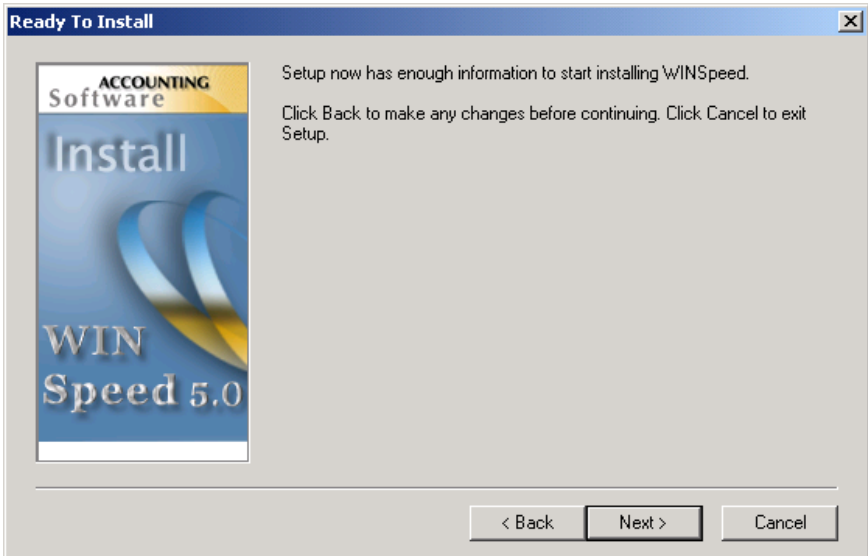 Ready To Install
ACCOUNTING
Software
Install
WIN
Speed 5.0
Setup now has enough information to start installing WINSpeed.
Click Back to make any changes before continuing. Click Cancel to exit
Setup.
< Back
Next >
Cancel